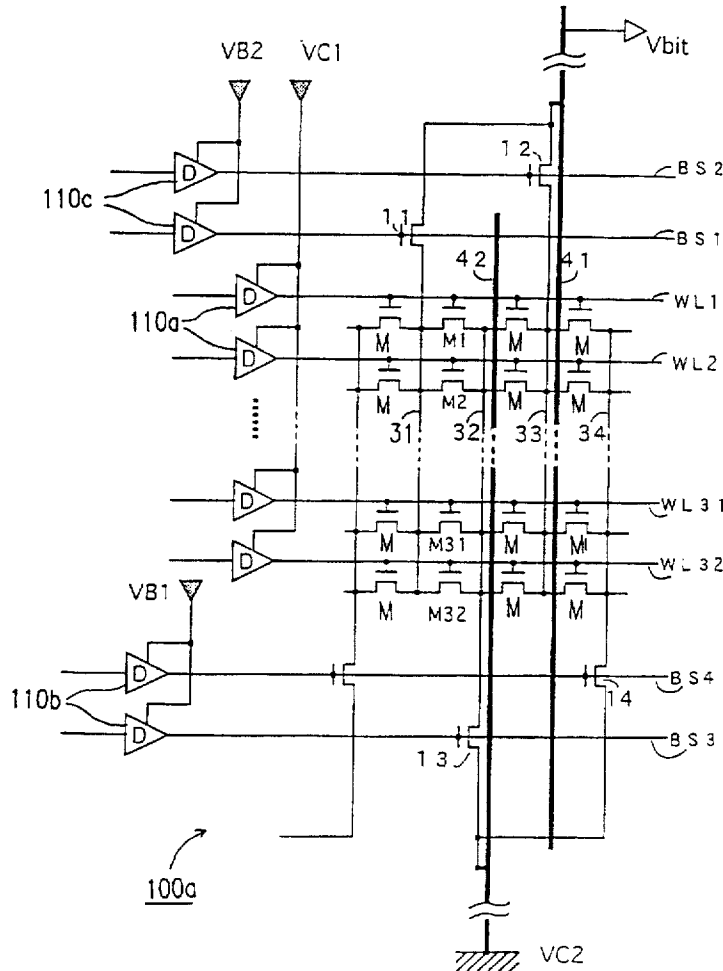 Vbit
VB2 VC1
12
D BS2
110c
11
D BS1
42 41
D WL1
110a
M M1 M M
D WL2
M M2 M M
31 32 33 34
D WL31
M M31 M M
D WL32
VB1
M M32 M M
D BS4
110b
14
D BS3
13
100a
VC2